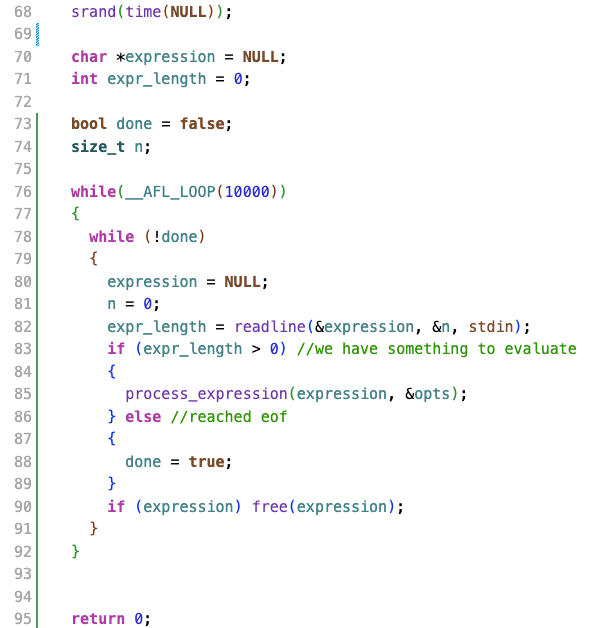 68 srand(time(NULL));
69
70 char *expression = NULL;
71 int expr_length = 0;
72
73 bool done = false;
74 size_t n;
75
76 while(__AFL_LOOP(10000))
77 {
78 while (!done)
79 {
80 expression = NULL;
81 n = 0;
82 expr_length = readline(&expression, &n, stdin);
83 if (expr_length > 0) //we have something to evaluate
84 {
85 process_expression(expression, &opts);
86 } else //reached eof
87 {
88 done = true;
89 }
90 if (expression) free(expression);
91 }
92 }
93
94
95 return 0;